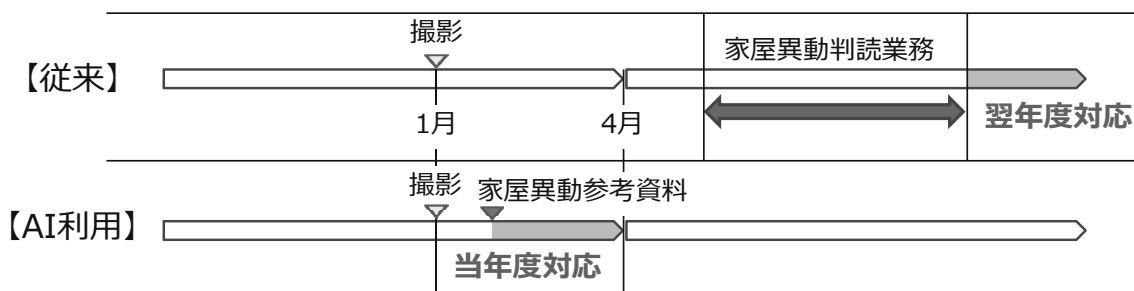 撮影
家屋異動判読業務
【従来】
1月
4月
翌年度対応
撮影
家屋異動参考資料
【AI利用】
当年度対応